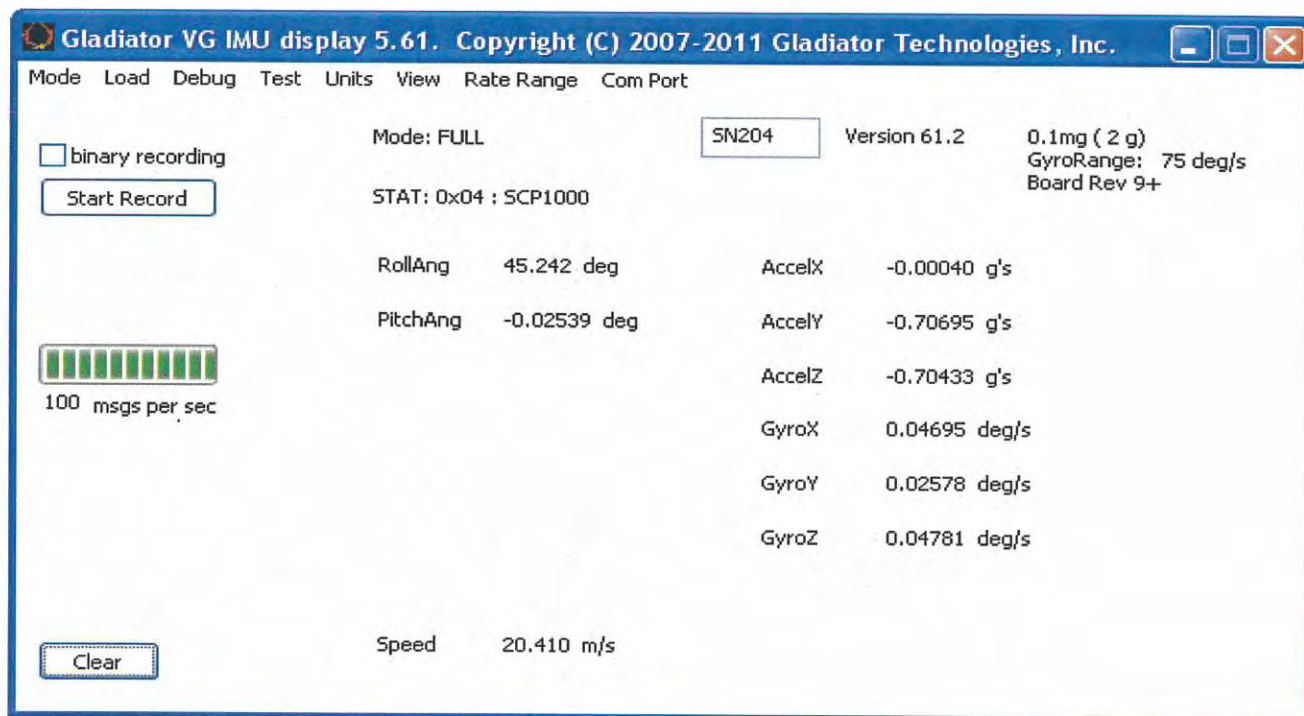 Gladiator VG IMU display 5.61. Copyright (C) 2007-2011 Gladiator Technologies, Inc.
Mode Load Debug Test Units View Rate Range Com Port
binary recording
Start Record
100 msgs per sec
Clear
Mode: FULL
STAT: 0x04 : SCP1000
RollAng 45.242 deg
PitchAng -0.02539 deg
Speed 20.410 m/s
SN204 Version 61.2
0.1mg ( 2 g)
GyroRange: 75 deg/s
Board Rev 9+
AccelX -0.00040 g's
AccelY -0.70695 g's
AccelZ -0.70433 g's
GyroX 0.04695 deg/s
GyroY 0.02578 deg/s
GyroZ 0.04781 deg/s